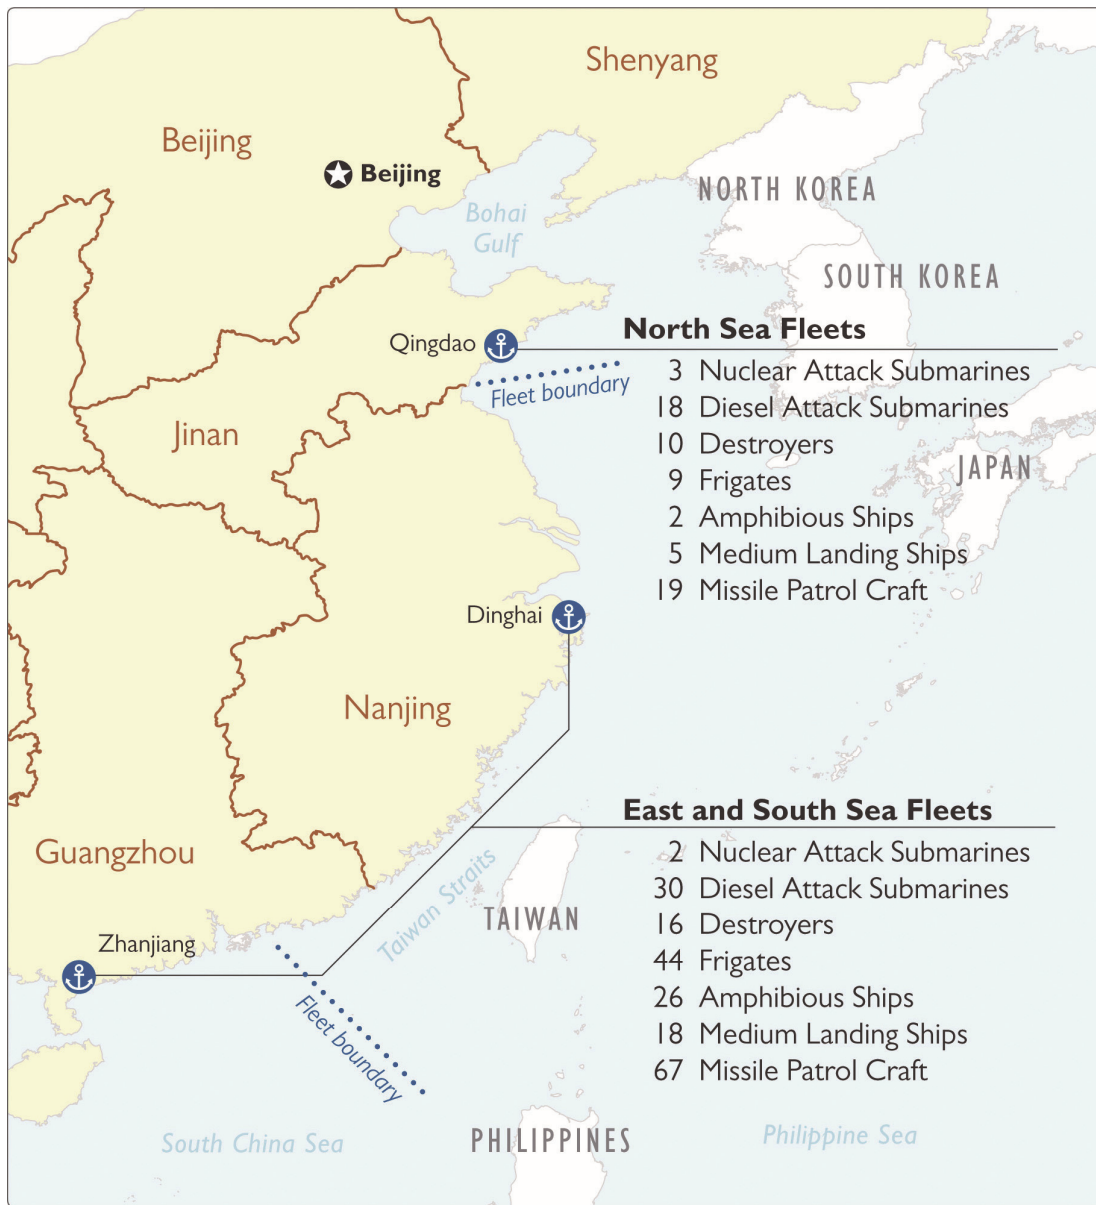 Shenyang
Beijing
Beijing
NORTH KOREA
Bohai
Gulf
SOUTH KOREA
North Sea Fleets
Qingdao
3 Nuclear Attack Submarines
Fleet boundary
18 Diesel Attack Submarines
Jinan
10 Destroyers
JAPAN
9 Frigates
2 Amphibious Ships
5 Medium Landing Ships
19 Missile Patrol Craft
Dinghai
Nanjing
East and South Sea Fleets
Guangzhou
2 Nuclear Attack Submarines
30 Diesel Attack Submarines
Taiwan Straits
TAIWAN
16 Destroyers
Zhanjiang
44 Frigates
26 Amphibious Ships
Fleet boundary
18 Medium Landing Ships
67 Missile Patrol Craft
South China Sea
PHILIPPINES
Philippine Sea